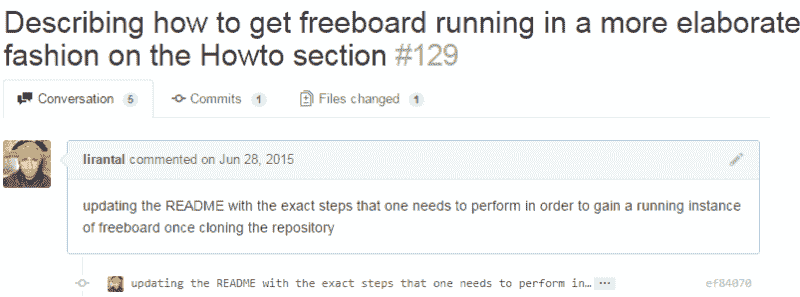 Describing how to get freeboard running in a more elaborate
fashion on the Howto section #129
Conversation 5 Commits 1 Files changed 1
lirantal commented on Jun 28, 2015
updating the README with the exact steps that one needs to perform in order to gain a running instance
of freeboard once cloning the repository
updating the README with the exact steps that one needs to perform in… ef84070